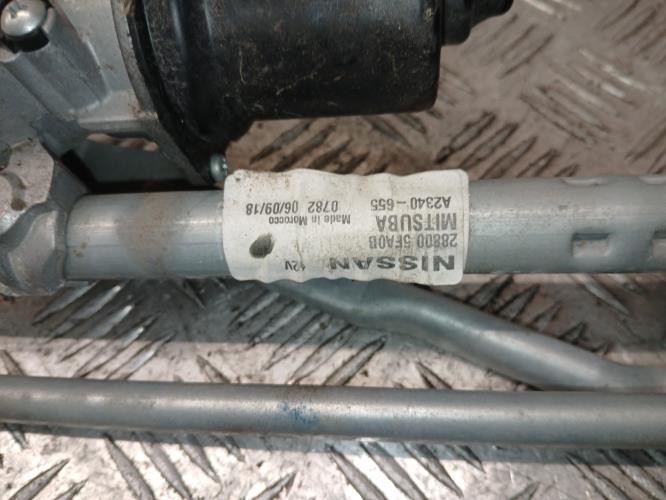 NISSAN 12V
28800 5FA0B
MITSUBA Made in Morocco
A2340-655 0782 06/09/18